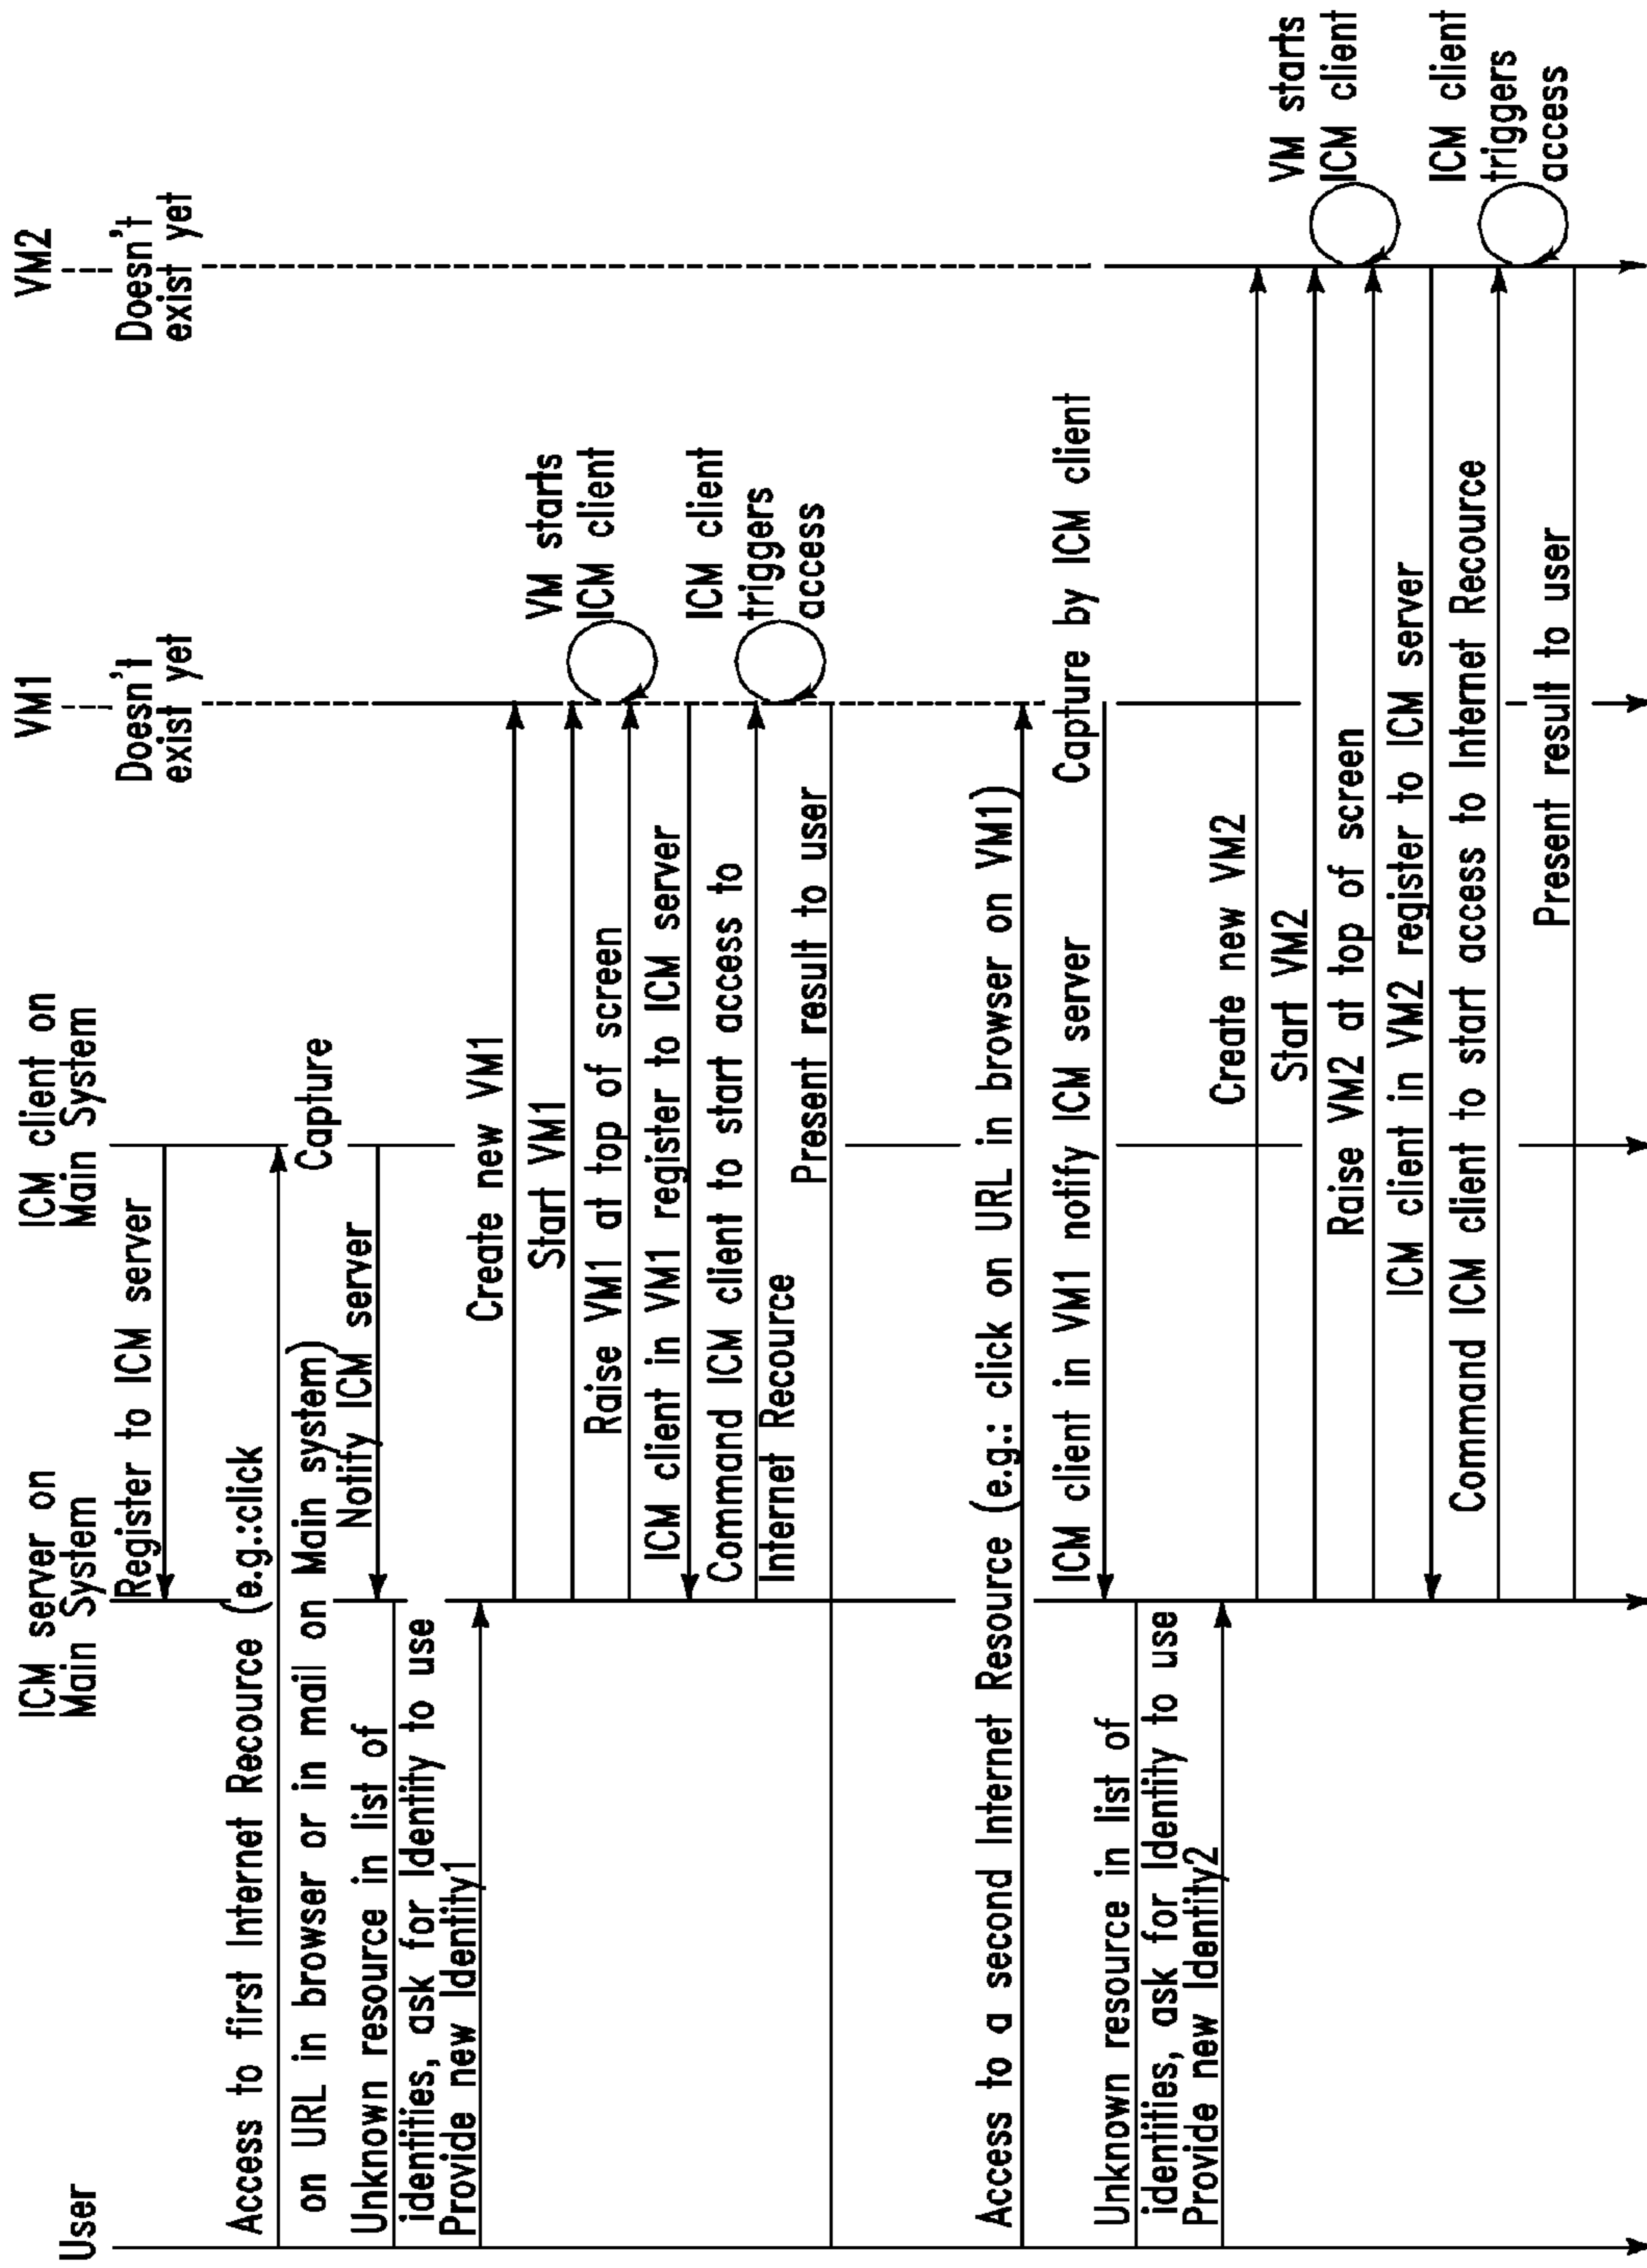 User
ICM server on
Main System
ICM client on
Main System
VM1
VM2
Doesn't
exist yet
Doesn't
exist yet
Register to ICM server
Access to first Internet Recource (e.g.:click
on URL in browser or in mail on Main system)
Capture
Notify ICM server
Unknown resource in list of
identities, ask for Identity to use
Provide new Identity1
Create new VM1
Start VM1
VM starts
ICM client
Raise VM1 at top of screen
ICM client in VM1 register to ICM server
Command ICM client to start access to
Internet Recource
ICM client
triggers
access
Present result to user
Access to a second Internet Resource (e.g.: click on URL in browser on VM1)
Capture by ICM client
ICM client in VM1 notify ICM server
Unknown resource in list of
identities, ask for Identity to use
Provide new Identity2
Create new VM2
Start VM2
VM starts
ICM client
Raise VM2 at top of screen
ICM client in VM2 register to ICM server
Command ICM client to start access to Internet Recource
ICM client
triggers
access
Present result to user